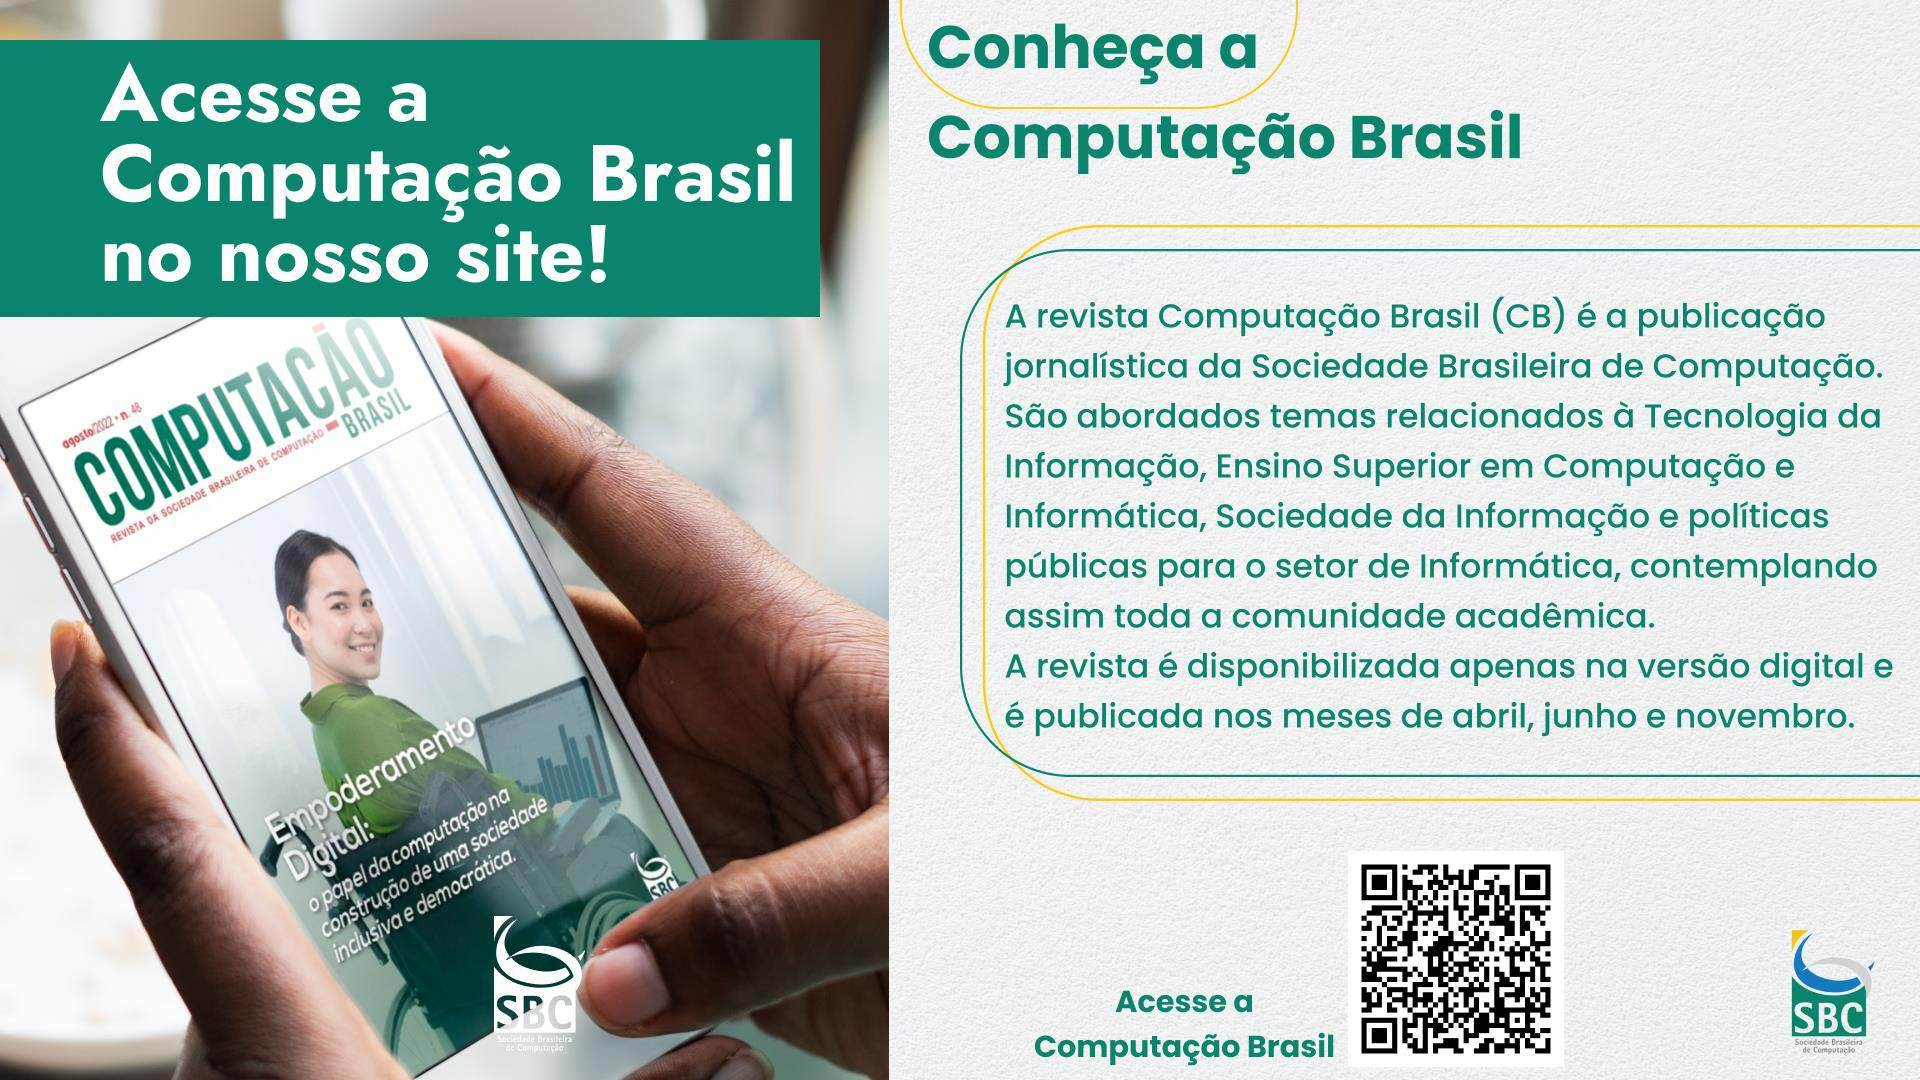 Acesse a
Computação Brasil
no nosso site!
agosto/2022 • n. 48
COMPUTAÇÃO
BRASIL
REVISTA DA SOCIEDADE BRASILEIRA DE COMPUTAÇÃO
Empoderamento
Digital:
o papel da computação na
construção de uma sociedade
inclusiva e democrática.
SBC
SBC
Sociedade Brasileira
de Computação
Conheça a
Computação Brasil
A revista Computação Brasil (CB) é a publicação
jornalística da Sociedade Brasileira de Computação.
São abordados temas relacionados à Tecnologia da
Informação, Ensino Superior em Computação e
Informática, Sociedade da Informação e políticas
públicas para o setor de Informática, contemplando
assim toda a comunidade acadêmica.
A revista é disponibilizada apenas na versão digital e
é publicada nos meses de abril, junho e novembro.
Acesse a
Computação Brasil
SBC
Sociedade Brasileira
de Computação